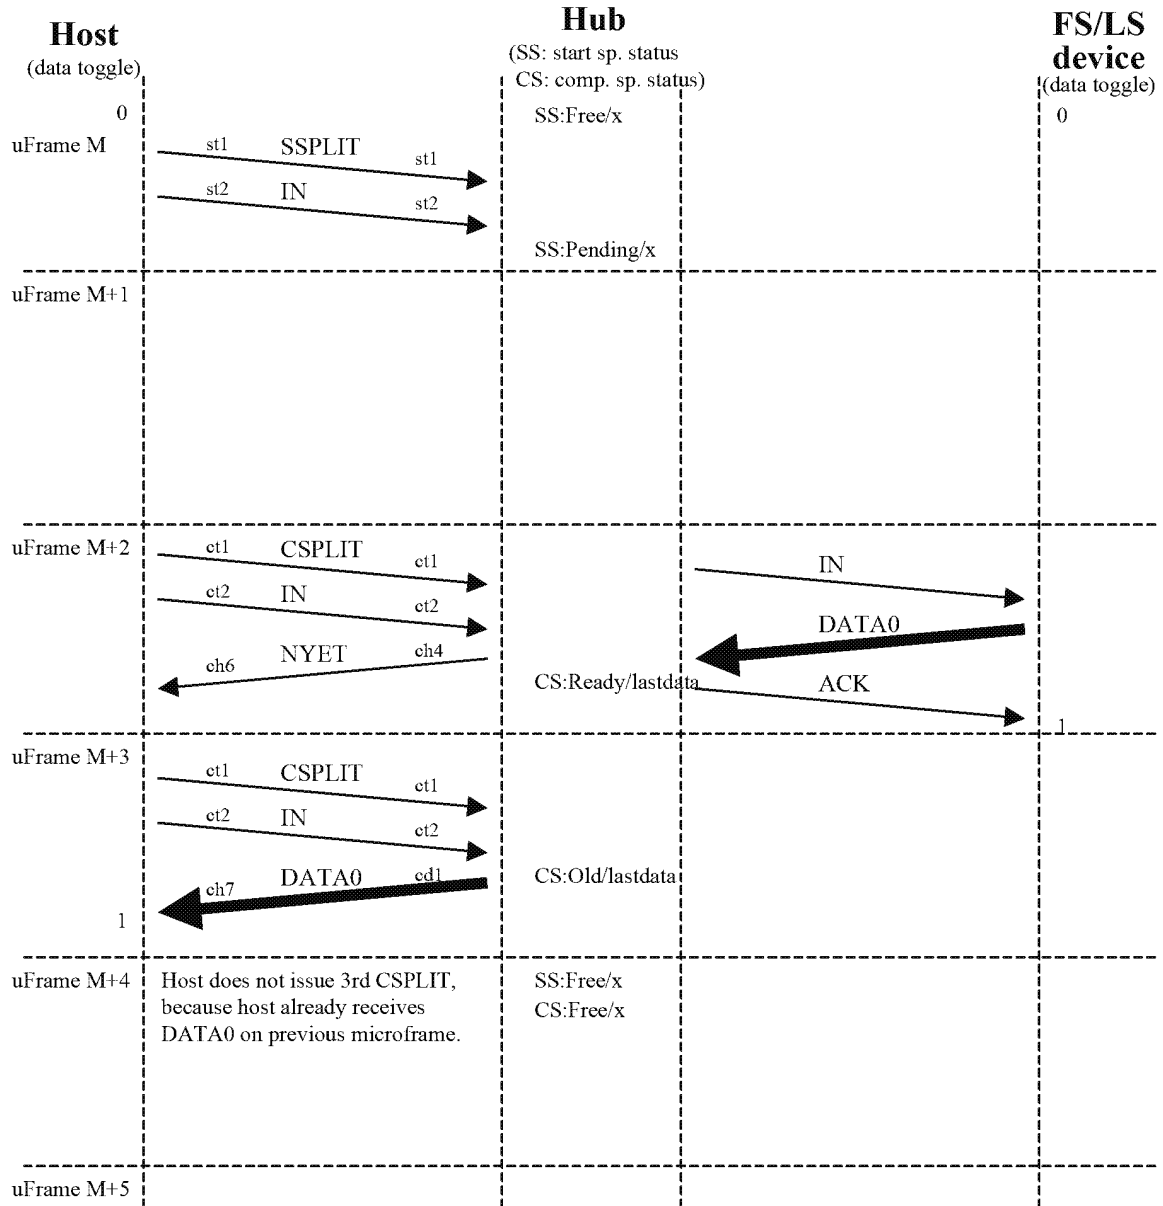 Host
(data toggle)
Hub
(SS: start sp. status
CS: comp. sp. status)
FS/LS
device
(data toggle)
0
SS:Free/x
0
uFrame M
st1 SSPLIT st1
st2 IN st2
SS:Pending/x
uFrame M+1
uFrame M+2
ct1 CSPLIT ct1
IN
ct2 IN ct2
DATA0
ch6 NYET ch4
CS:Ready/lastdata
ACK
1
uFrame M+3
ct1 CSPLIT ct1
ct2 IN ct2
ch7 DATA0 cd1
CS:Old/lastdata
1
uFrame M+4
Host does not issue 3rd CSPLIT,
because host already receives
DATA0 on previous microframe.
SS:Free/x
CS:Free/x
uFrame M+5